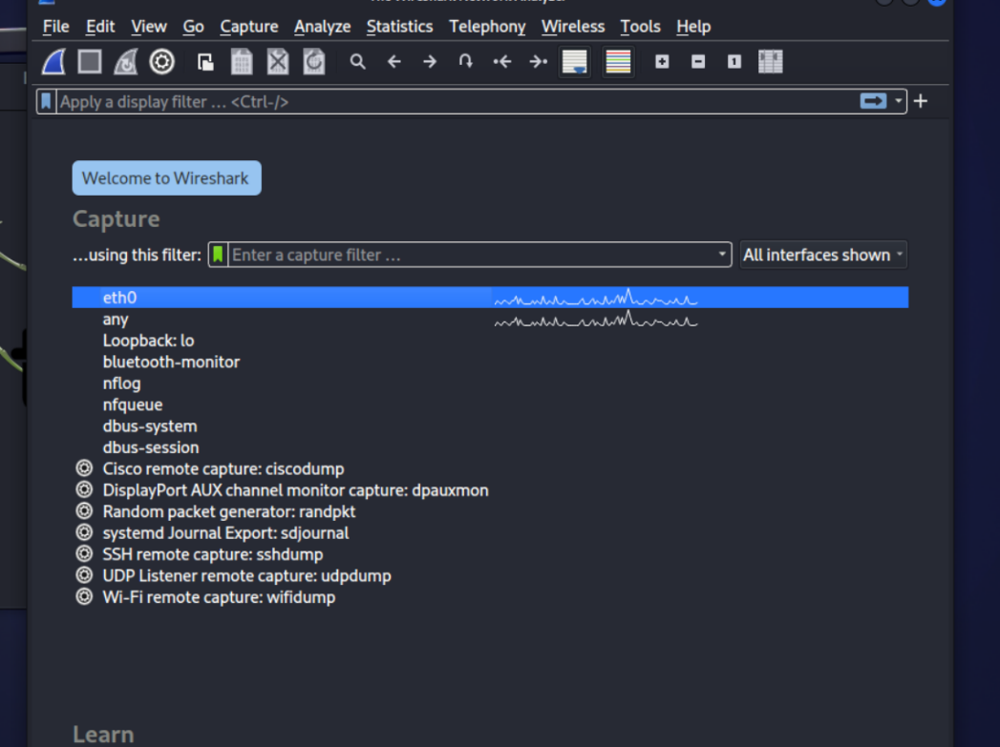 File Edit View Go Capture Analyze Statistics Telephony Wireless Tools Help
Apply a display filter … <Ctrl-/>
Welcome to Wireshark
Capture
…using this filter: Enter a capture filter … All interfaces shown
eth0
any
Loopback: lo
bluetooth-monitor
nflog
nfqueue
dbus-system
dbus-session
Cisco remote capture: ciscodump
DisplayPort AUX channel monitor capture: dpauxmon
Random packet generator: randpkt
systemd Journal Export: sdjournal
SSH remote capture: sshdump
UDP Listener remote capture: udpdump
Wi-Fi remote capture: wifidump
Learn